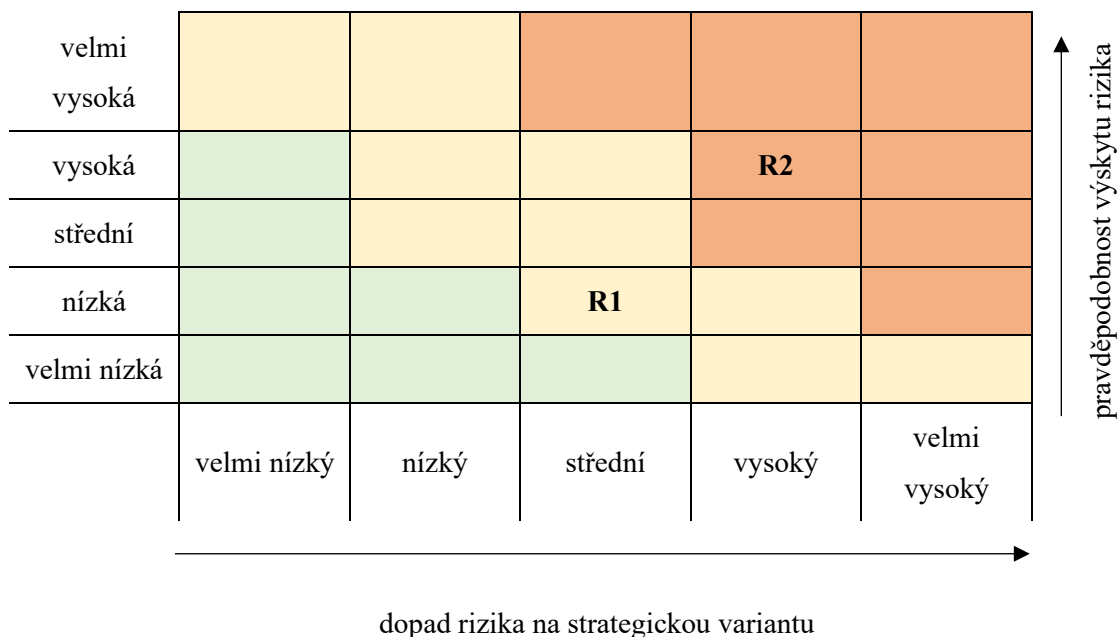 velmi
vysoká
vysoká
R2
střední
nízká
R1
velmi nízká
velmi nízký
nízký
střední
vysoký
velmi
vysoký
dopad rizika na strategickou variantu
pravděpodobnost výskytu rizika